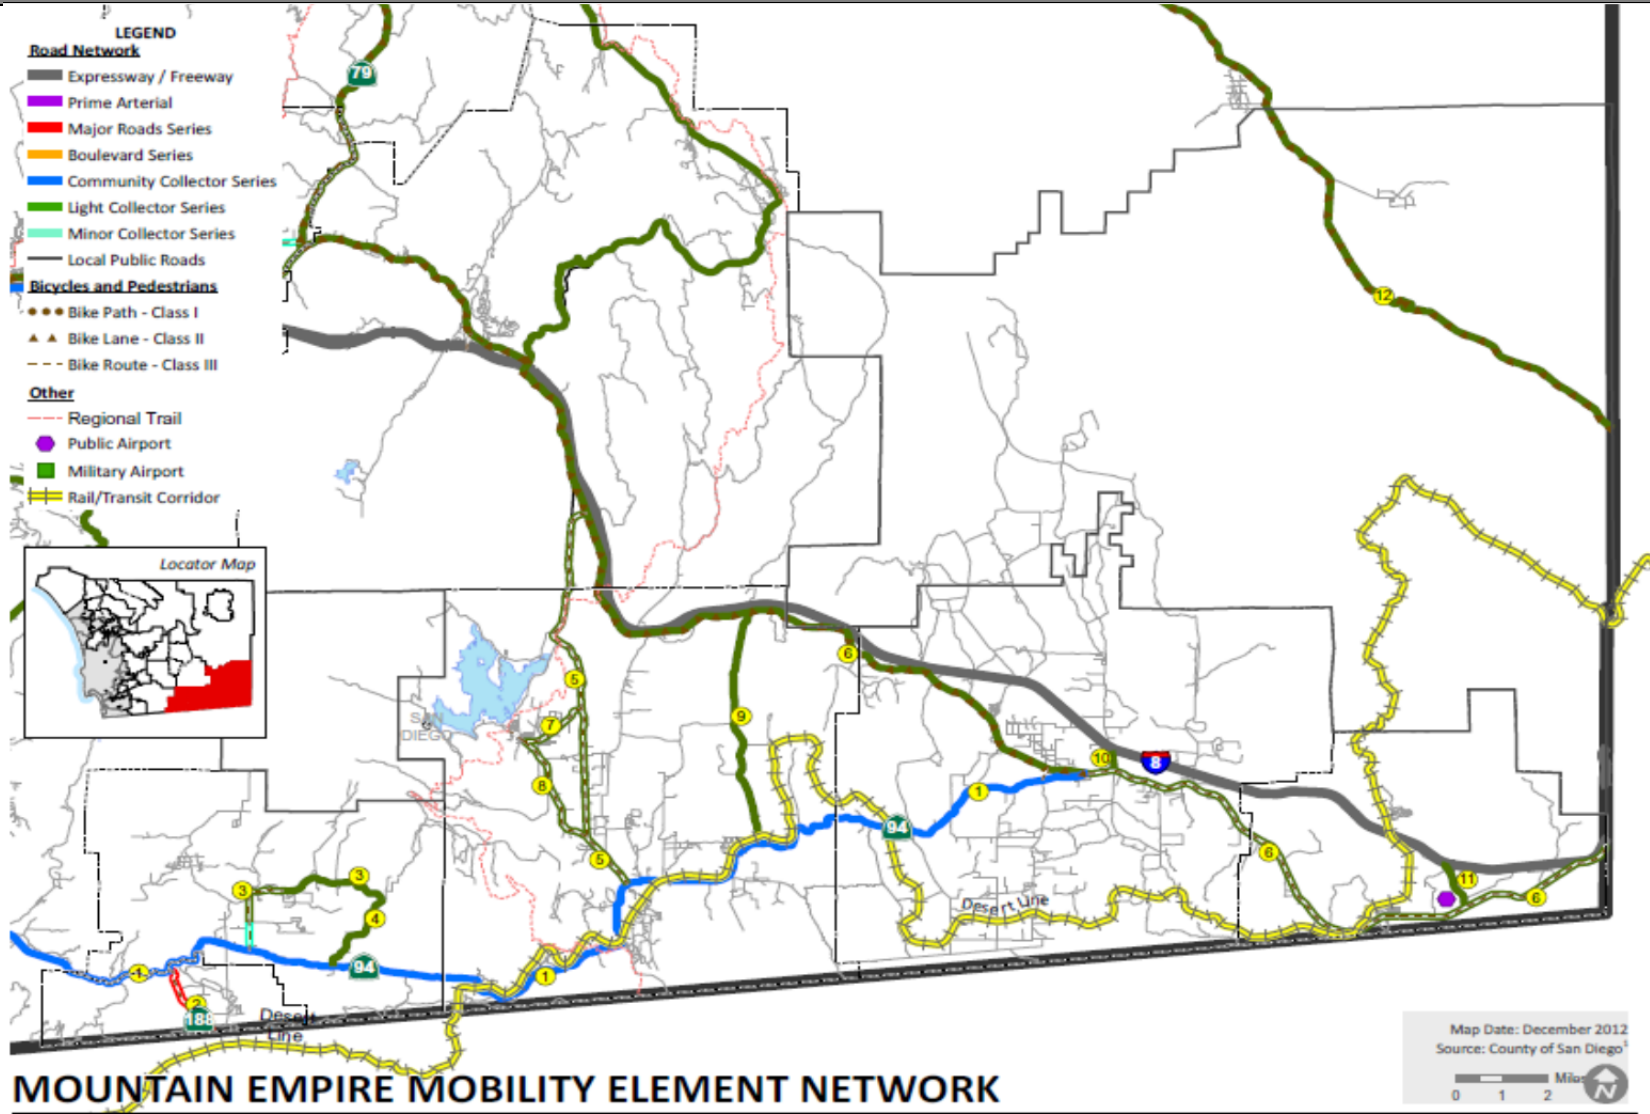 LEGEND
Road Network
Expressway / Freeway
Prime Arterial
Major Roads Series
Boulevard Series
Community Collector Series
Light Collector Series
Minor Collector Series
Local Public Roads
Bicycles and Pedestrians
Bike Path - Class I
Bike Lane - Class II
Bike Route - Class III
Other
Regional Trail
Public Airport
Military Airport
Rail/Transit Corridor
Locator Map
79
12
6
5
SAN
DIEGO
7
9
10
8
8
1
94
5
6
3
3
11
6
4
Desert Line
94
1
1
2
188
Desert
Line
Map Date: December 2012
Source: County of San Diego¹
Miles
0 1 2
N
MOUNTAIN EMPIRE MOBILITY ELEMENT NETWORK